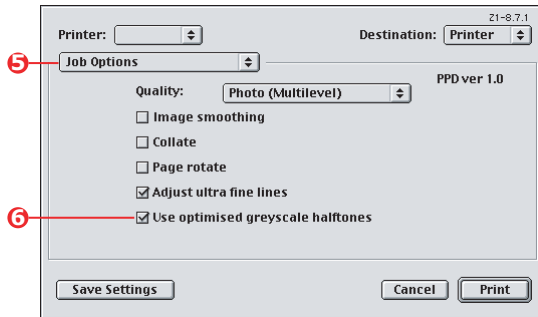 Z1-8.7.1
Printer: Destination: Printer
5 Job Options
PPD ver 1.0
Quality: Photo (Multilevel)
Image smoothing
Collate
Page rotate
Adjust ultra fine lines
6 Use optimised greyscale halftones
Save Settings Cancel Print